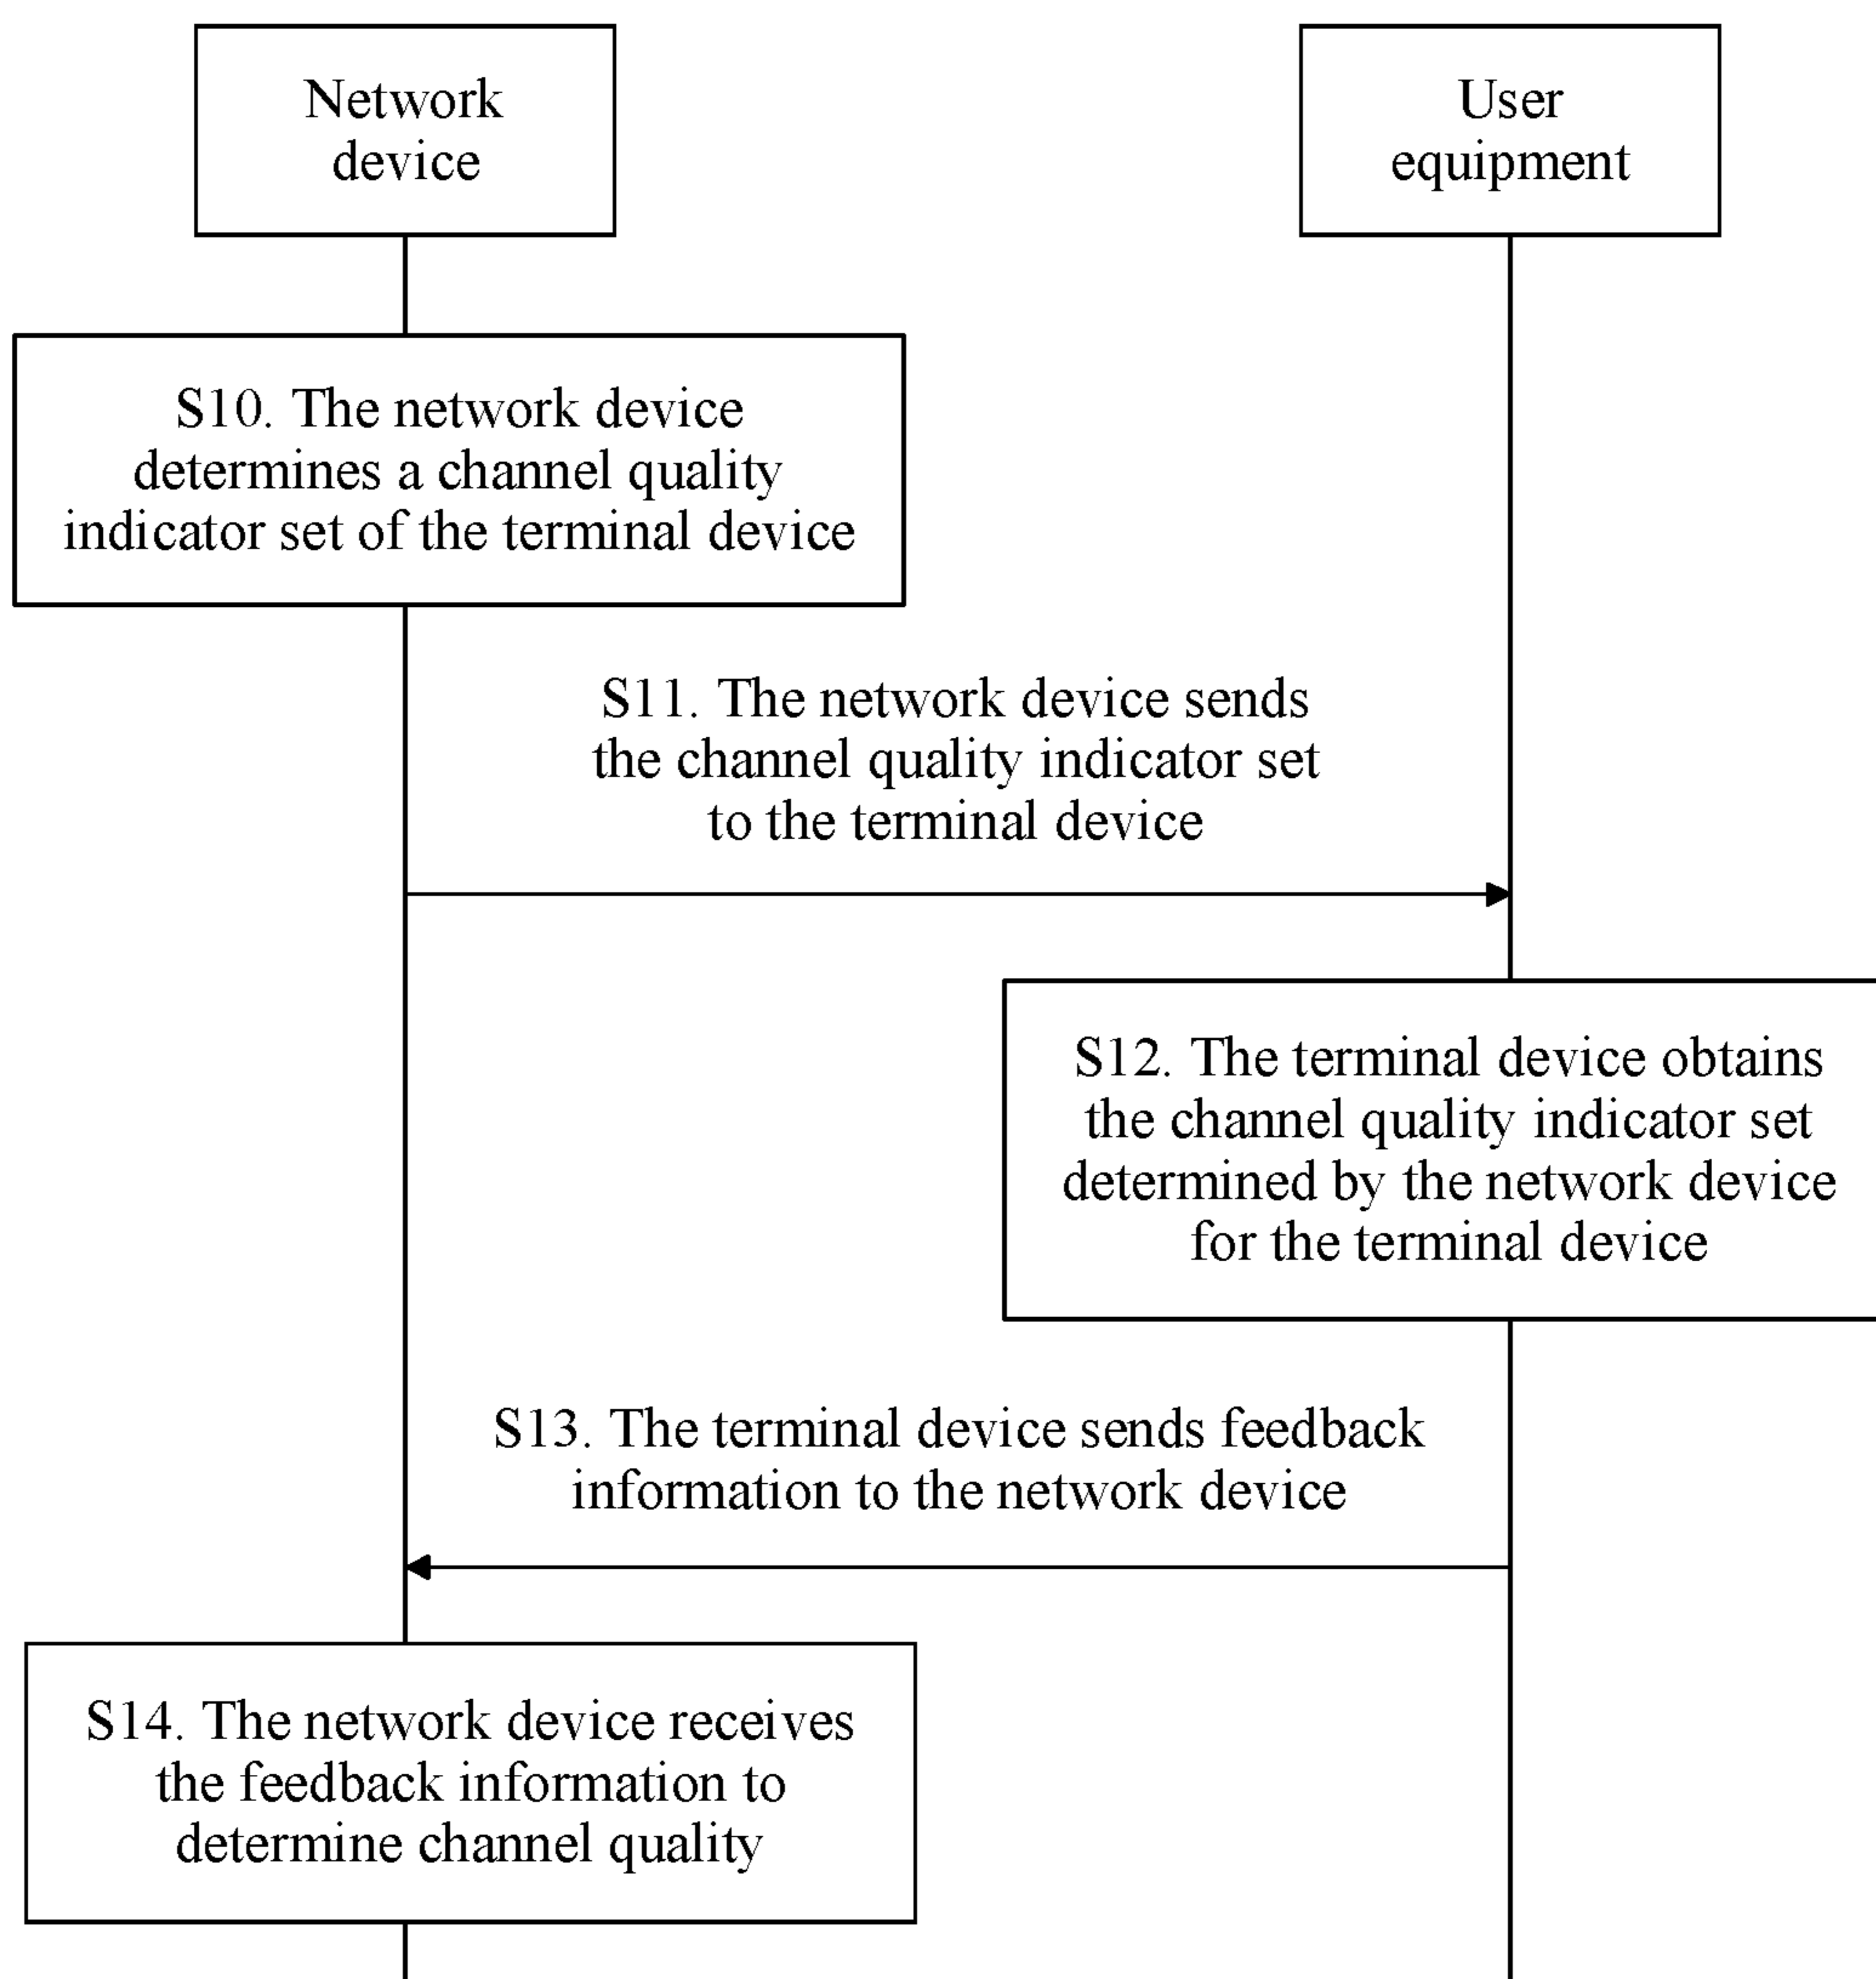 Network
device
User
equipment
S10. The network device
determines a channel quality
indicator set of the terminal device
S11. The network device sends
the channel quality indicator set
to the terminal device
S12. The terminal device obtains
the channel quality indicator set
determined by the network device
for the terminal device
S13. The terminal device sends feedback
information to the network device
S14. The network device receives
the feedback information to
determine channel quality